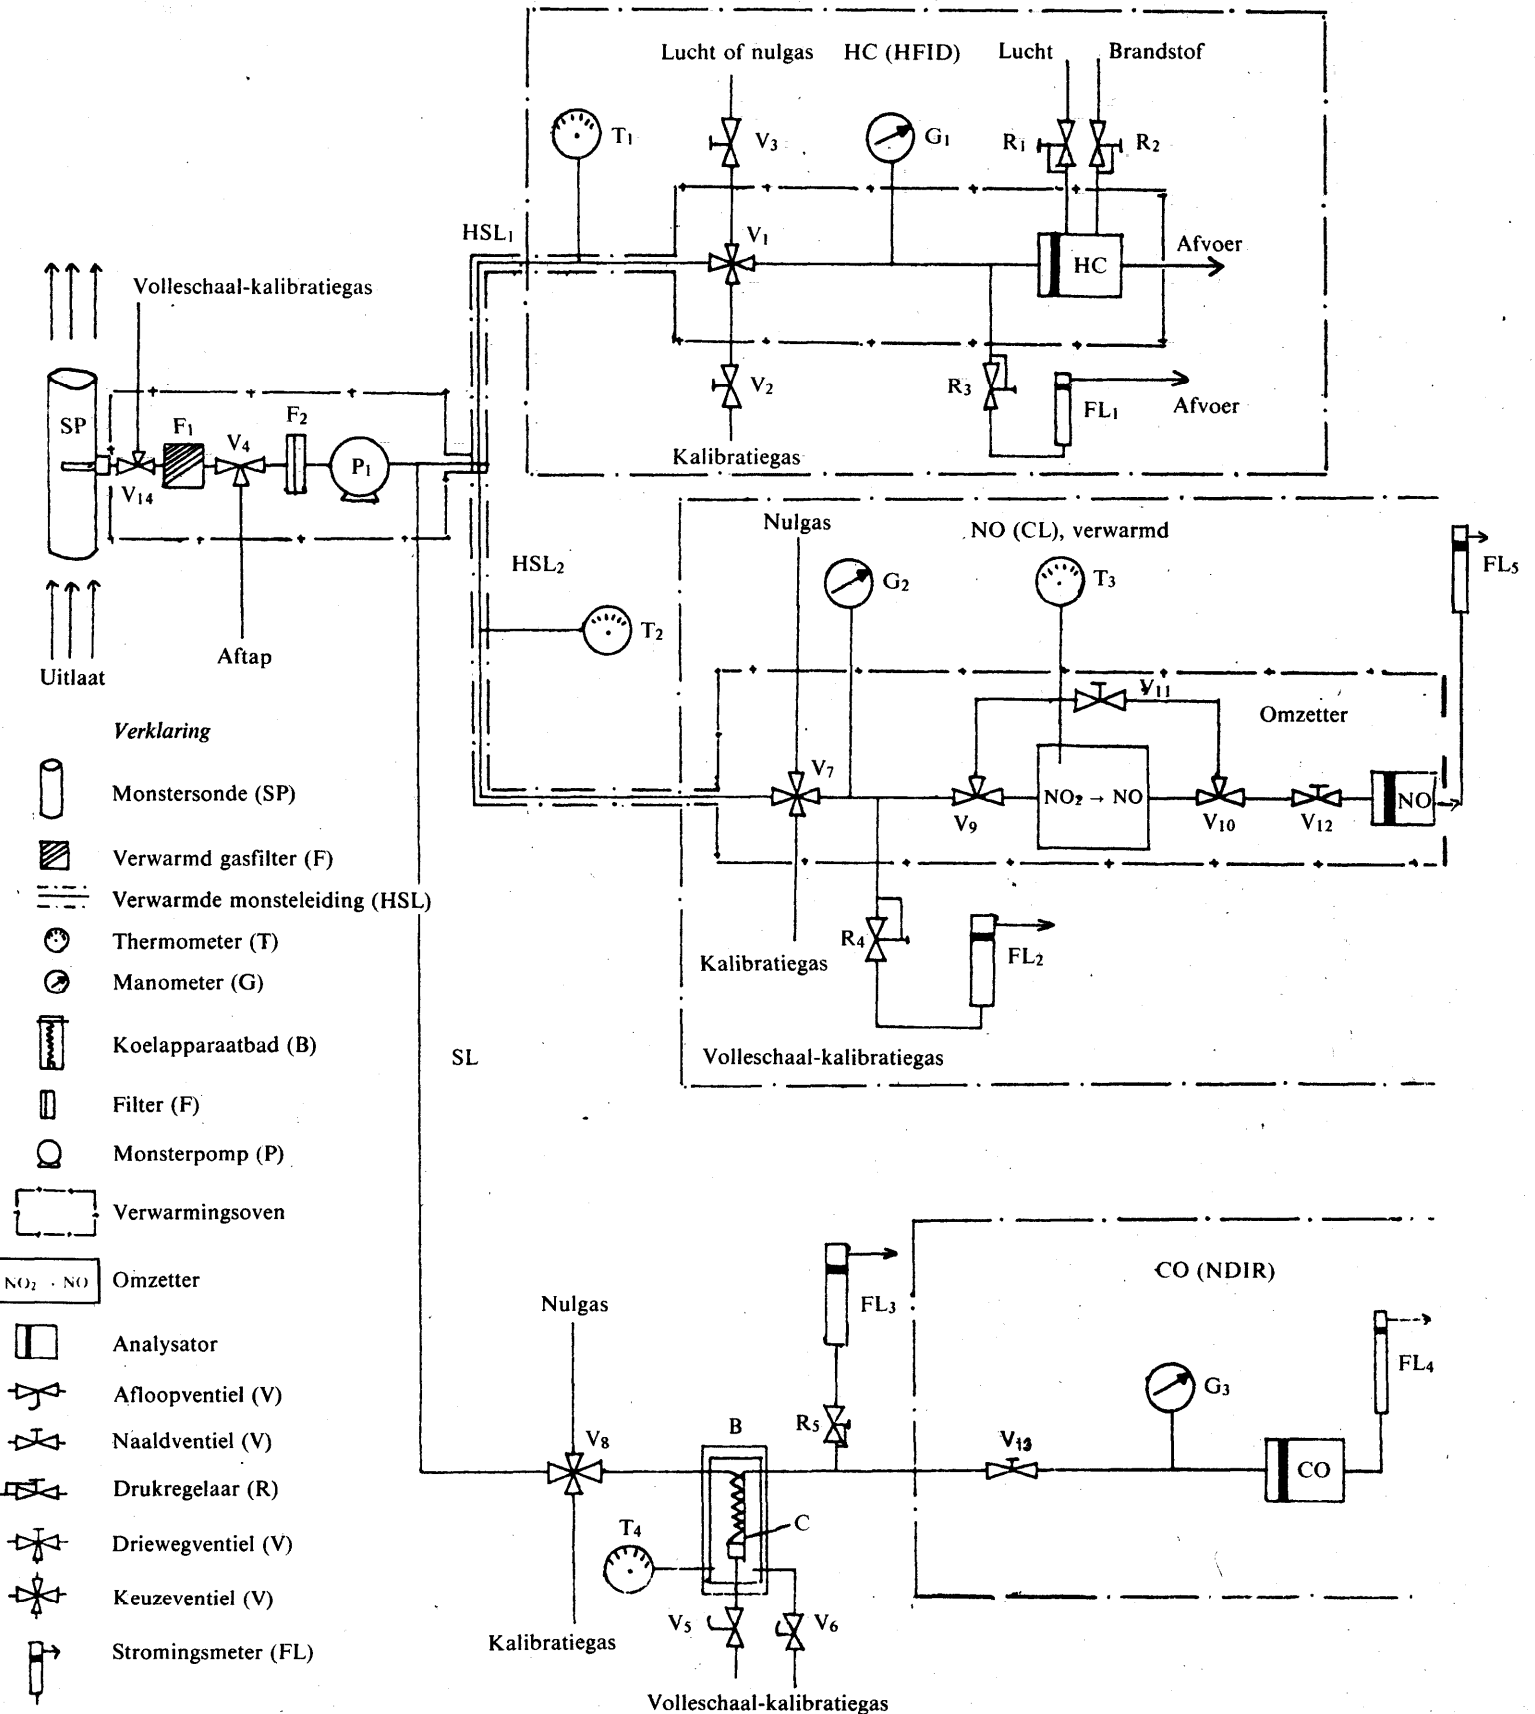 Lucht of nulgas
HC (HFID)
Lucht
Brandstof
T1
V3
G1
R1
R2
HSL1
V1
HC
Afvoer
Volleschaal-kalibratiegas
V2
R3
FL1
Afvoer
Kalibratiegas
SP
F1
V4
F2
P1
V14
Aftap
Uitlaat
HSL2
T2
Nulgas
NO (CL), verwarmd
G2
T3
FL5
V11
Omzetter
V7
V9
NO2 → NO
V10
V12
NO
R4
FL2
Kalibratiegas
Volleschaal-kalibratiegas
SL
Verklaring
Monstersonde (SP)
Verwarmd gasfilter (F)
Verwarmde monsteleiding (HSL)
Thermometer (T)
Manometer (G)
Koelapparaatbad (B)
Filter (F)
Monsterpomp (P)
Verwarmingsoven
NO2 · NO
Omzetter
Analysator
Afloopventiel (V)
Naaldventiel (V)
Drukregelaar (R)
Driewegventiel (V)
Keuzeventiel (V)
Stromingsmeter (FL)
Nulgas
FL3
CO (NDIR)
FL4
G3
V8
B
R5
V13
CO
C
T4
V5
V6
Kalibratiegas
Volleschaal-kalibratiegas